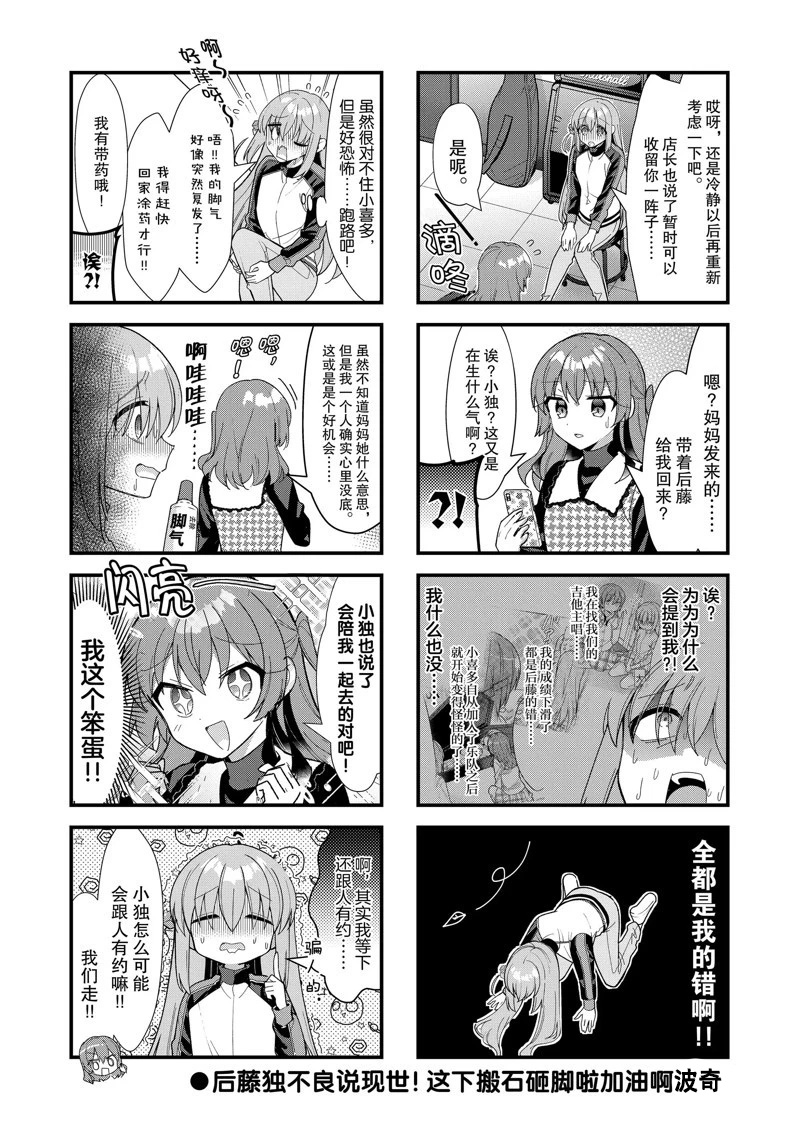 哎呀，还是冷静以后再重新
考虑一下吧。
店长也说了暂时可以
收留你一阵子……
是呢。
滴咚
嗯？妈妈发来的……
带着后藤
给我回来？
诶？小独？这又是
在生什么气啊？
?!
诶？
为为为什么
会提到我?!
我在找我们的
吉他主唱……
我的成绩下滑了
都是后藤的错……
小喜多自从加入了乐队之后
就开始变得怪怪的了……
我什么也没……
全都是我的错啊!!
虽然很对不住小喜多，
但是好恐怖……跑路吧！
啊～
好痒呀～
唔!!我的脚气
好像突然复发了……
我得赶快
回家涂药才行!!
我有带药哦！
诶?!
虽然不知道妈妈她什么意思，
但是我一个人确实心里没底。
这或是是个好机会……
嗯，
嗯！
啊哇哇哇……
脚气
小独也说了
会陪我一起去的对吧！
闪亮
我这个笨蛋!!
啊，其实我等下
还跟人有约……
骗人的。
小独怎么可能
会跟人有约嘛!!
我们走!!
●后藤独不良说现世！这下搬石砸脚啦加油啊波奇